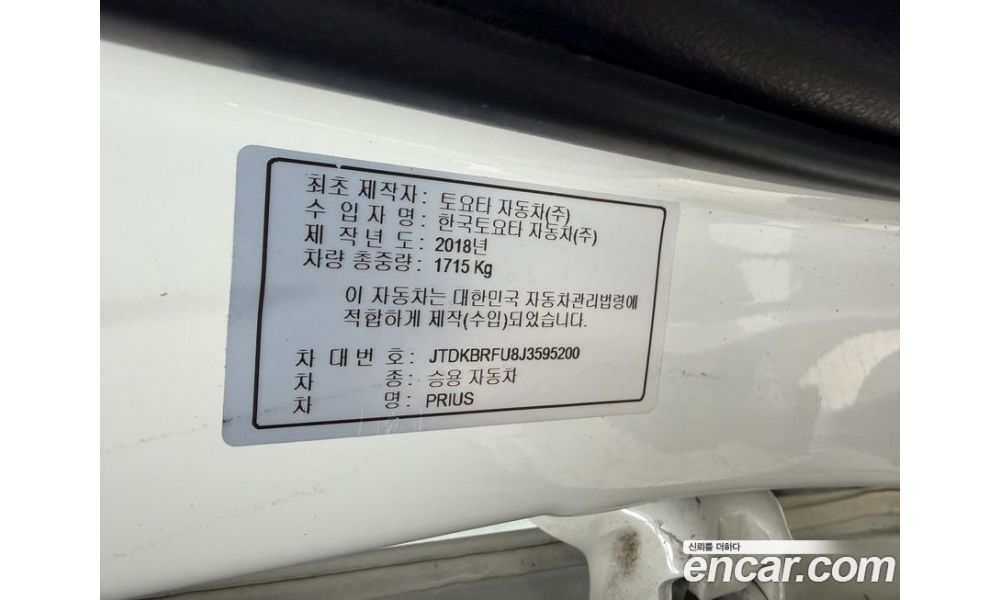 최초 제작자 : 토요타 자동차(주)
수 입 자 명 : 한국토요타 자동차(주)
제 작 년 도 : 2018년
차량 총중량 : 1715 Kg
이 자동차는 대한민국 자동차관리법령에
적합하게 제작(수입)되었습니다.
차 대 번 호 : JTDKBRFU8J3595200
차 종 : 승용 자동차
차 명 : PRIUS
신뢰를 더하다
encar.com